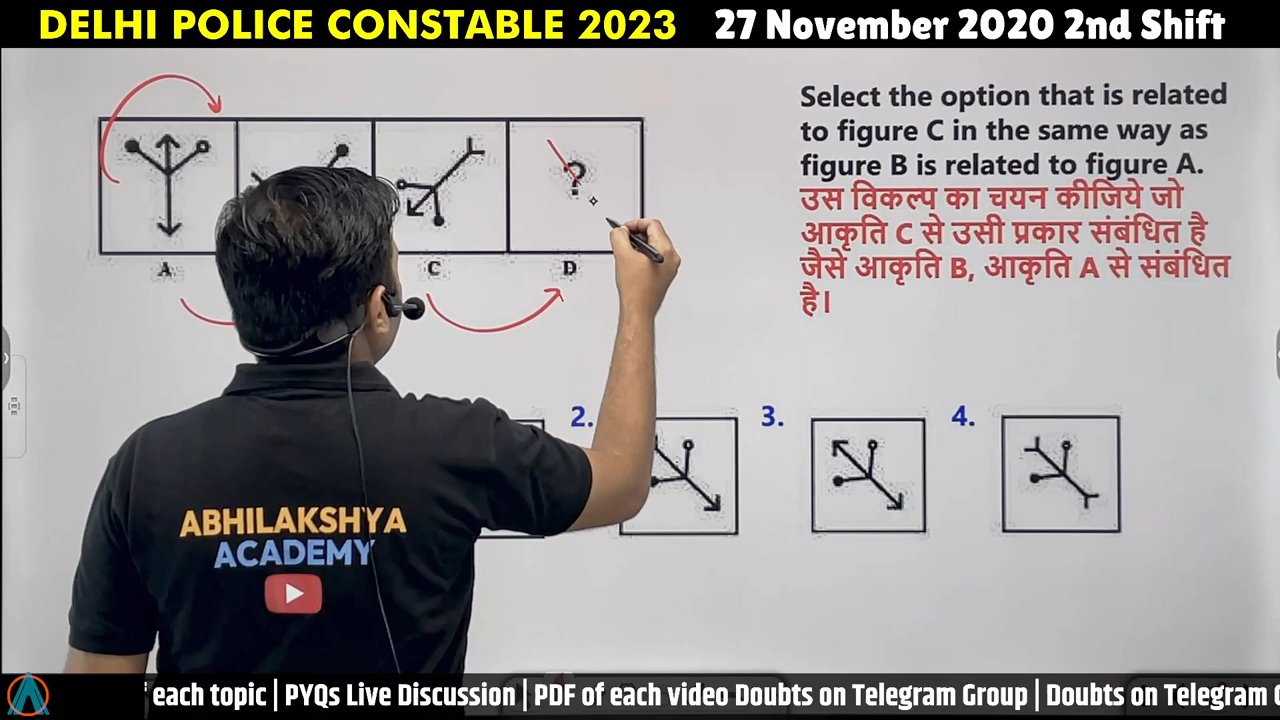 DELHI POLICE CONSTABLE 2023 27 November 2020 2nd Shift
Select the option that is related
to figure C in the same way as
figure B is related to figure A.
उस विकल्प का चयन कीजिये जो
आकृति C से उसी प्रकार संबंधित है
जैसे आकृति B, आकृति A से संबंधित
है।
?
A C D
2. 3. 4.
ABHILAKSHYA
ACADEMY
each topic | PYQs Live Discussion | PDF of each video Doubts on Telegram Group | Doubts on Telegram